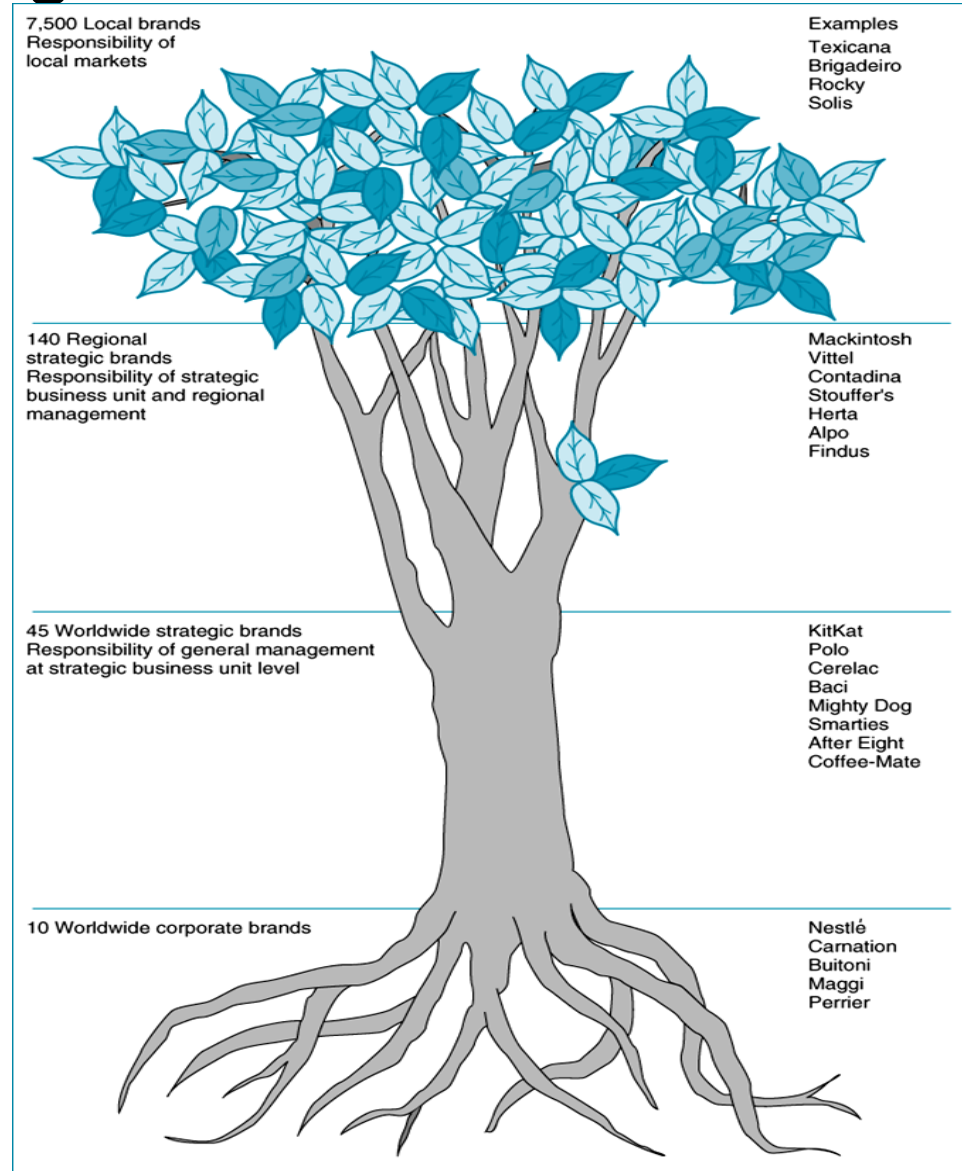 7,500 Local brands
Responsibility of
local markets
Examples
Texicana
Brigadeiro
Rocky
Solis
140 Regional
strategic brands
Responsibility of strategic
business unit and regional
management
Mackintosh
Vittel
Contadina
Stouffer's
Herta
Alpo
Findus
45 Worldwide strategic brands
Responsibility of general management
at strategic business unit level
KitKat
Polo
Cerelac
Baci
Mighty Dog
Smarties
After Eight
Coffee-Mate
10 Worldwide corporate brands
Nestlé
Carnation
Buitoni
Maggi
Perrier